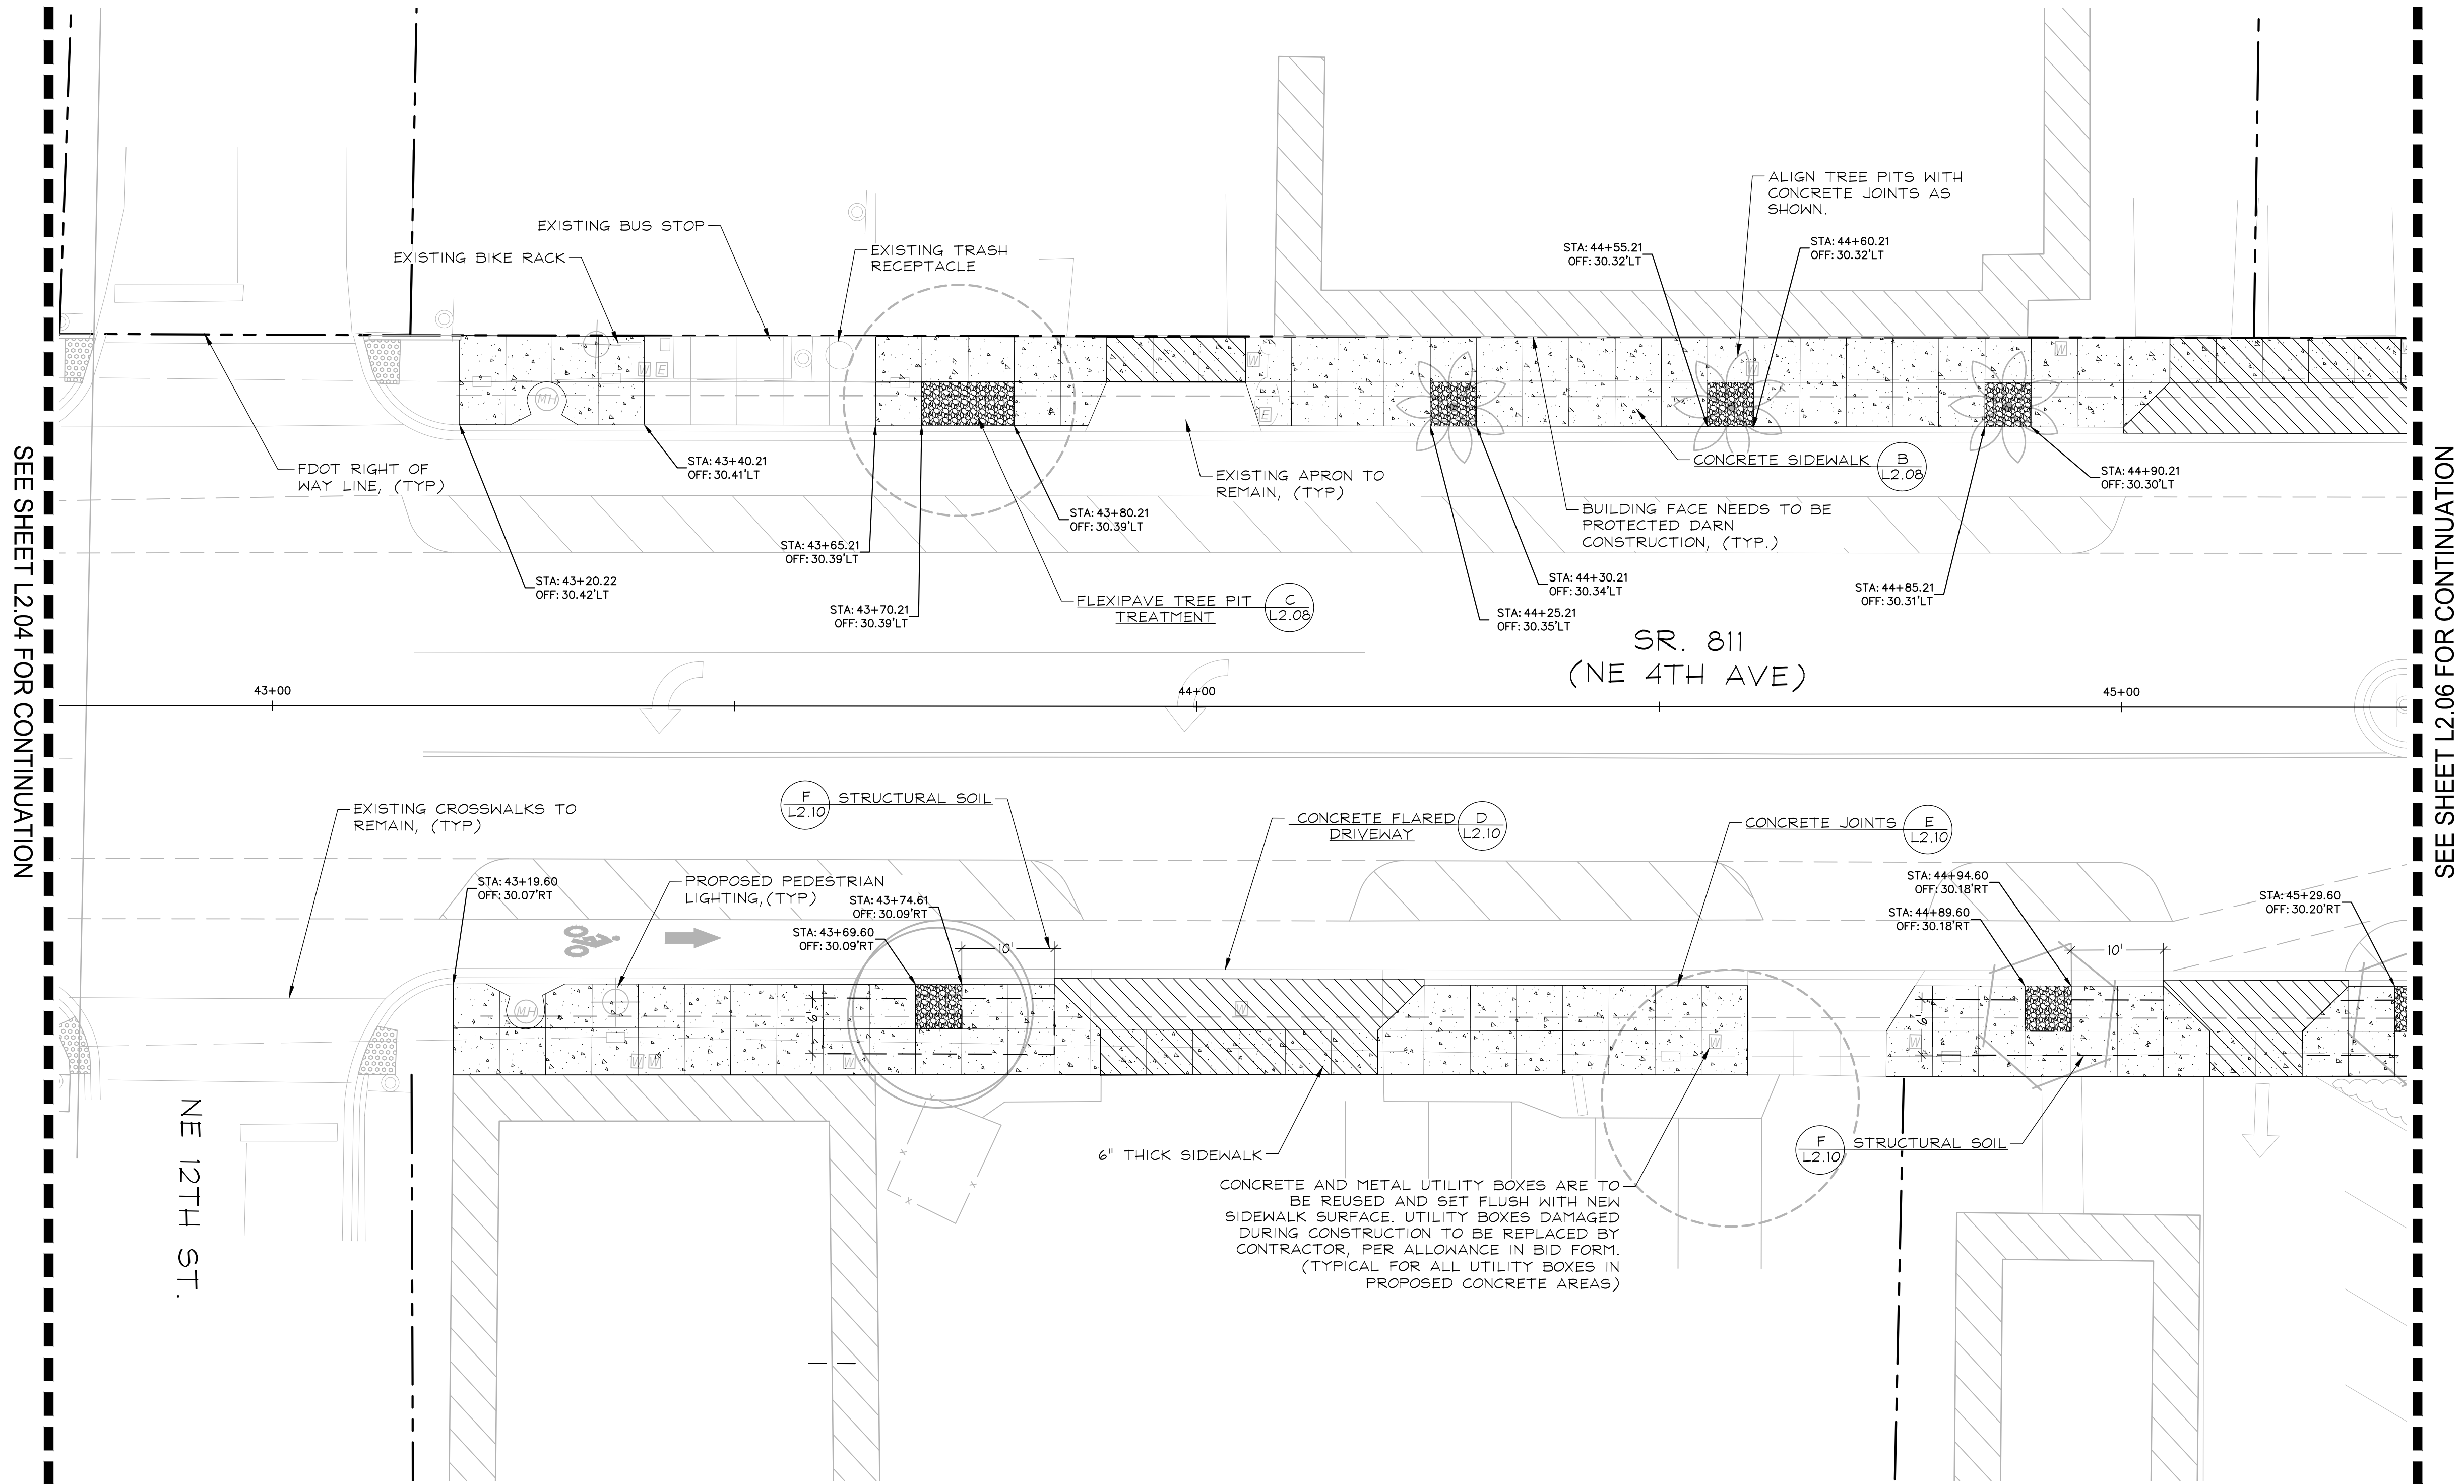 SEE SHEET L2.04 FOR CONTINUATION
ALIGN TREE PITS WITH
CONCRETE JOINTS AS
SHOWN.
EXISTING BUS STOP
EXISTING BIKE RACK
EXISTING TRASH
RECEPTACLE
STA: 44+55.21
OFF: 30.32'LT
STA: 44+60.21
OFF: 30.32'LT
W
E
MH
W
E
W
W
FDOT RIGHT OF
WAY LINE, (TYP)
STA: 43+40.21
OFF: 30.41'LT
EXISTING APRON TO
REMAIN, (TYP)
CONCRETE SIDEWALK
B
L2.08
STA: 44+90.21
OFF: 30.30'LT
STA: 43+80.21
OFF: 30.39'LT
BUILDING FACE NEEDS TO BE
PROTECTED DARN
CONSTRUCTION, (TYP.)
STA: 43+65.21
OFF: 30.39'LT
STA: 43+20.22
OFF: 30.42'LT
STA: 43+70.21
OFF: 30.39'LT
FLEXIPAVE TREE PIT
TREATMENT
C
L2.08
STA: 44+30.21
OFF: 30.34'LT
STA: 44+25.21
OFF: 30.35'LT
STA: 44+85.21
OFF: 30.31'LT
SR. 811
(NE 4TH AVE)
43+00
44+00
45+00
EXISTING CROSSWALKS TO
REMAIN, (TYP)
F
L2.10
STRUCTURAL SOIL
CONCRETE FLARED
DRIVEWAY
D
L2.10
CONCRETE JOINTS
E
L2.10
STA: 43+19.60
OFF: 30.07'RT
PROPOSED PEDESTRIAN
LIGHTING,(TYP)
STA: 43+74.61
OFF: 30.09'RT
STA: 43+69.60
OFF: 30.09'RT
10'
STA: 44+94.60
OFF: 30.18'RT
STA: 44+89.60
OFF: 30.18'RT
10'
STA: 45+29.60
OFF: 30.20'RT
MH
6'
W
W
W
W
W
W
6'
NE 12TH ST.
6" THICK SIDEWALK
F
L2.10
STRUCTURAL SOIL
CONCRETE AND METAL UTILITY BOXES ARE TO
BE REUSED AND SET FLUSH WITH NEW
SIDEWALK SURFACE. UTILITY BOXES DAMAGED
DURING CONSTRUCTION TO BE REPLACED BY
CONTRACTOR, PER ALLOWANCE IN BID FORM.
(TYPICAL FOR ALL UTILITY BOXES IN
PROPOSED CONCRETE AREAS)
SEE SHEET L2.06 FOR CONTINUATION